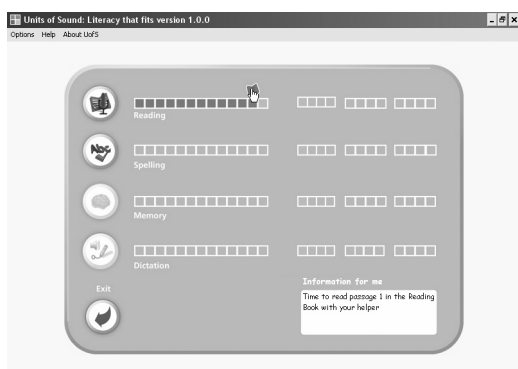 Units of Sound: Literacy that fits version 1.0.0
Options Help About UofS
Reading
Abc
Spelling
Memory
Dictation
Exit
Information for me
Time to read passage 1 in the Reading
Book with your helper